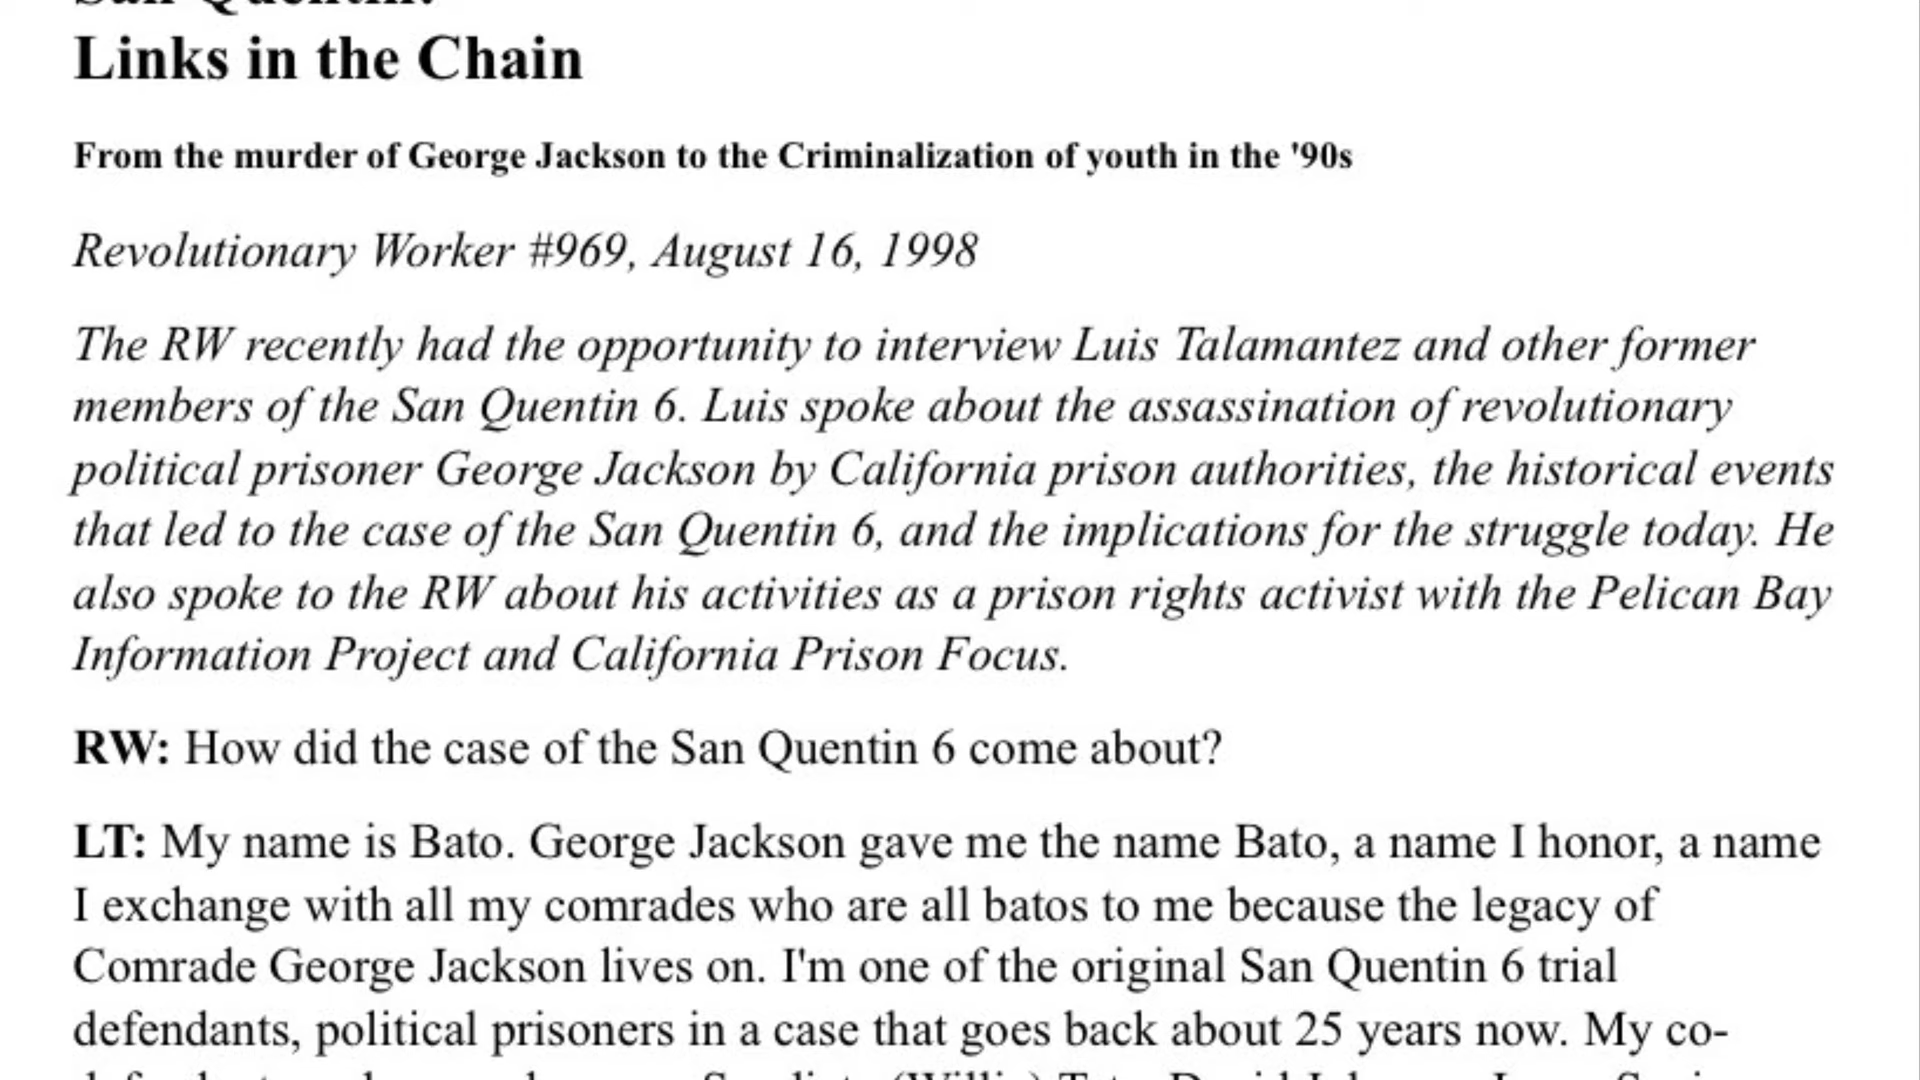 San Quentin:
Links in the Chain
From the murder of George Jackson to the Criminalization of youth in the '90s
Revolutionary Worker #969, August 16, 1998
The RW recently had the opportunity to interview Luis Talamantez and other former
members of the San Quentin 6. Luis spoke about the assassination of revolutionary
political prisoner George Jackson by California prison authorities, the historical events
that led to the case of the San Quentin 6, and the implications for the struggle today. He
also spoke to the RW about his activities as a prison rights activist with the Pelican Bay
Information Project and California Prison Focus.
RW: How did the case of the San Quentin 6 come about?
LT: My name is Bato. George Jackson gave me the name Bato, a name I honor, a name
I exchange with all my comrades who are all batos to me because the legacy of
Comrade George Jackson lives on. I'm one of the original San Quentin 6 trial
defendants, political prisoners in a case that goes back about 25 years now. My co-